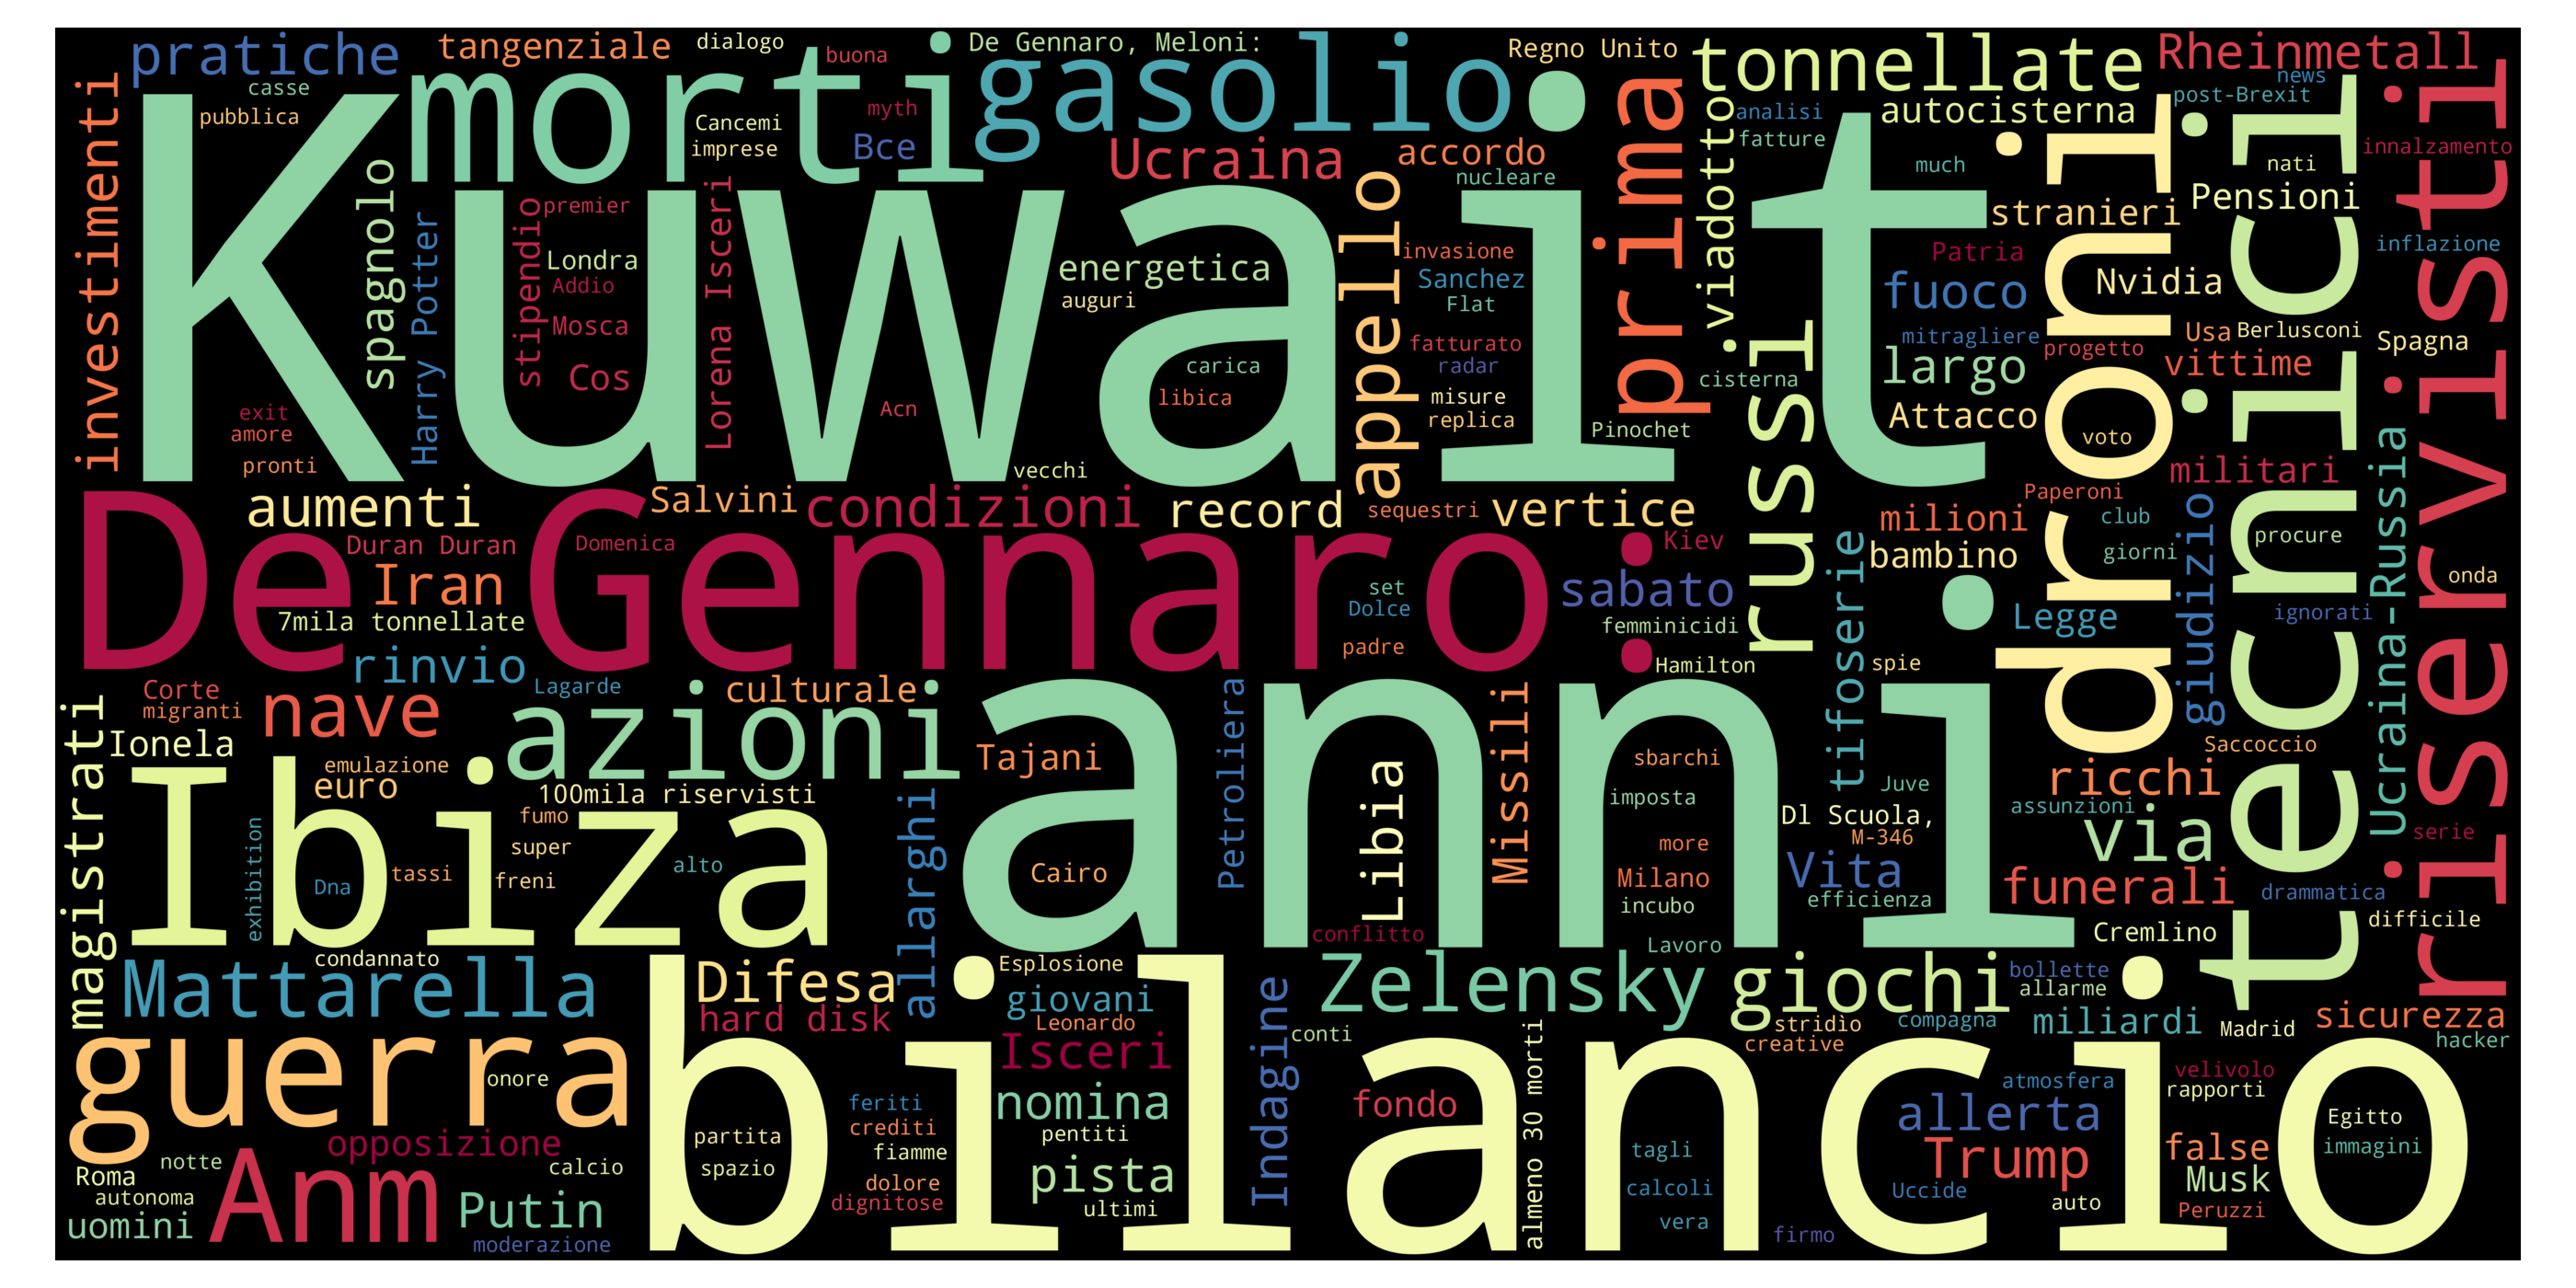 pratiche
tangenziale
dialogo
De Gennaro, Meloni:
Regno Unito
tonnellate
Rheinmetall
casse
morti
buona
gasolio
prima
news
pubblica
investimenti
myth
Cancemi
imprese
Bce
Ucraina
accordo
nucleare
analisi
fatture
autocisterna
post-Brexit
innalzamento
Kuwait
spagnolo
Harry Potter
stipendio
premier
Londra
Addio
Mosca
Cos
Lorena Isceri
energetica
auguri
carica
libica
Acn
appello
invasione
Sanchez
Flat
fatturato
radar
misure
replica
Pinochet
viadotto
much
stranieri
Pensioni
nati
Patria
inflazione
fuoco
Nvidia
mitragliere
Usa
Berlusconi
Spagna
progetto
vittime
largo
cisterna
Attacco
voto
droni
tecnici
riservisti
russi
exit
amore
pronti
vecchi
aumenti
Salvini
condizioni
record
sequestri
vertice
militari
Paperoni
milioni
club
giorni
procure
bambino
giudizio
Ucraina-Russia
onda
De Gennaro:
Duran Duran
Domenica
Iran
7mila tonnellate
Kiev
set
Dolce
sabato
femminicidi
padre
Hamilton
spie
tifoserie
Legge
ignorati
rinvio
Corte
migranti
nave
Lagarde
culturale
azioni
Ionela
magistrati
Petroliera
Missili
Tajani
Libia
sbarchi
imposta
Juve
Saccoccio
ricchi
assunzioni
serie
anni
emulazione
euro
100mila riservisti
fumo
super
Ibiza
exhibition
Dna
tassi
freni
alto
allarghi
Cairo
more
Milano
incubo
Dl Scuola,
M-346
via
Vita
efficienza
funerali
drammatica
difficile
conflitto
Lavoro
Cremlino
condannato
Mattarella
Difesa
hard disk
Esplosione
giovani
Leonardo
Zelensky
giochi
bollette
allarme
stridio
creative
compagna
miliardi
Madrid
sicurezza
hacker
guerra
onore
Isceri
Indagine
conti
almeno 30 morti
velivolo
rapporti
atmosfera
bilancio
partita
spazio
feriti
crediti
fiamme
dolore
dignitose
nomina
pentiti
pista
ultimi
fondo
tagli
calcoli
vera
allerta
Trump
Uccide
firmo
auto
false
Musk
Peruzzi
Egitto
immagini
opposizione
Roma
notte
autonoma
uomini
Anm
calcio
Putin
moderazione